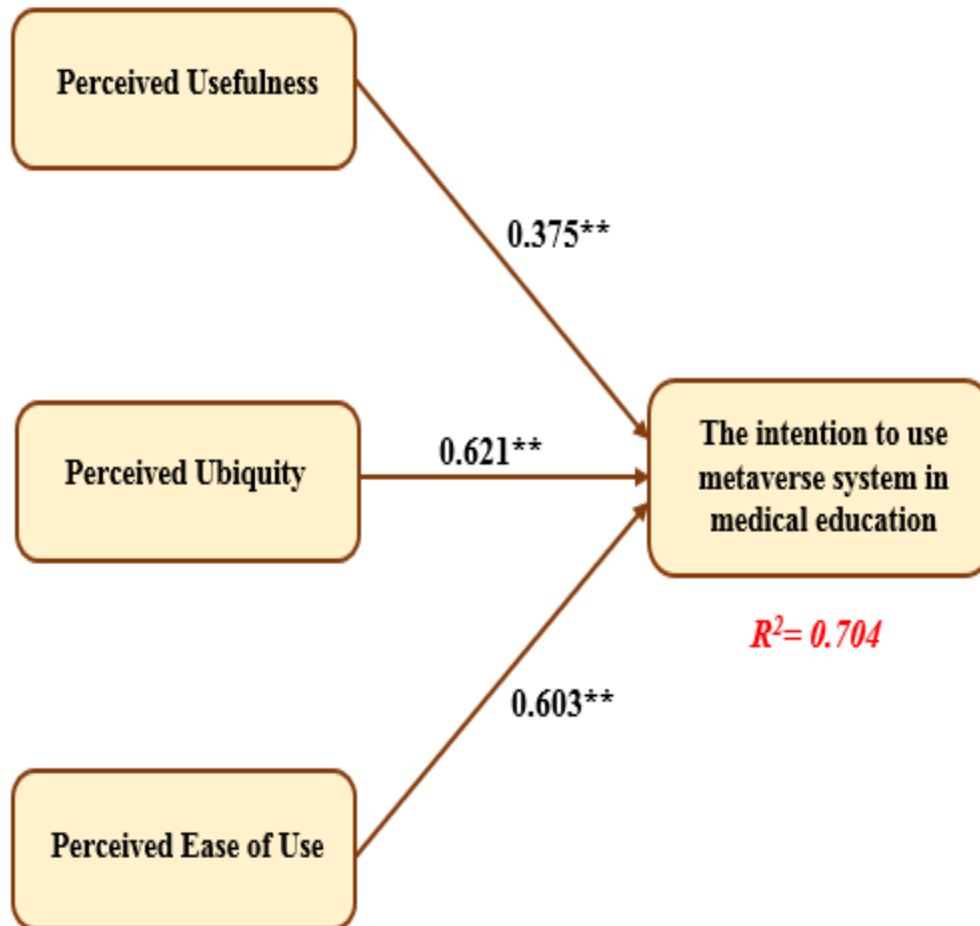 Perceived Usefulness
0.375**
Perceived Ubiquity
0.621**
The intention to use
metaverse system in
medical education
R²= 0.704
0.603**
Perceived Ease of Use